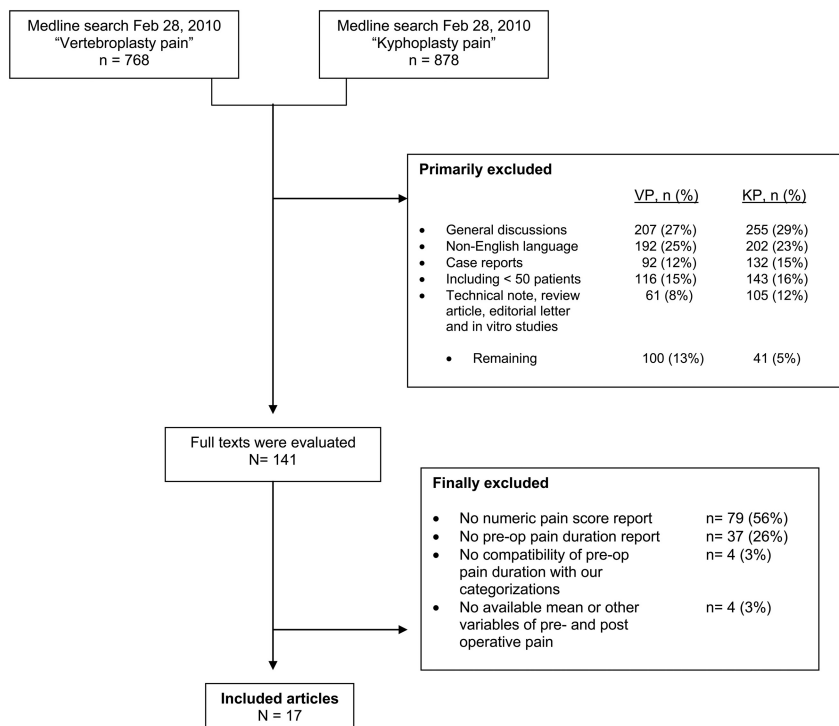 Medline search Feb 28, 2010
“Vertebroplasty pain”
n = 768
Medline search Feb 28, 2010
“Kyphoplasty pain”
n = 878
Primarily excluded
VP, n (%) KP, n (%)
• General discussions 207 (27%) 255 (29%)
• Non-English language 192 (25%) 202 (23%)
• Case reports 92 (12%) 132 (15%)
• Including < 50 patients 116 (15%) 143 (16%)
• Technical note, review 61 (8%) 105 (12%)
article, editorial letter
and in vitro studies
• Remaining 100 (13%) 41 (5%)
Full texts were evaluated
N= 141
Finally excluded
• No numeric pain score report n= 79 (56%)
• No pre-op pain duration report n= 37 (26%)
• No compatibility of pre-op n= 4 (3%)
pain duration with our
categorizations
• No available mean or other n= 4 (3%)
variables of pre- and post
operative pain
Included articles
N = 17